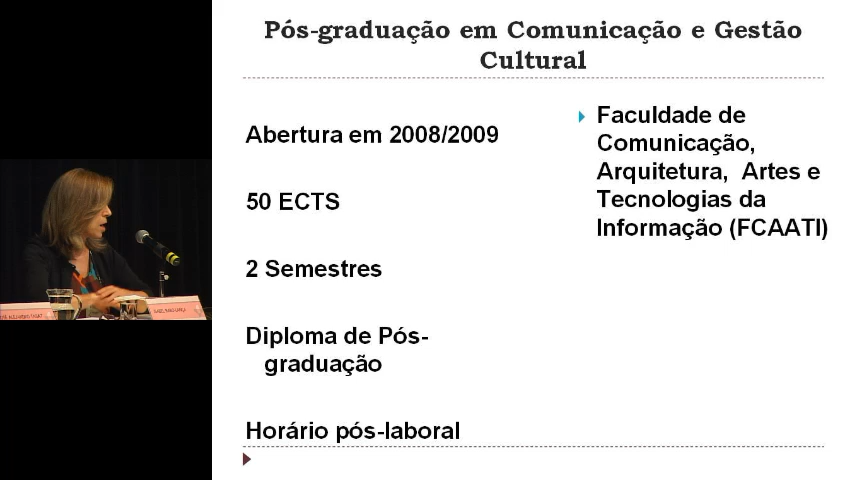 Pós-graduação em Comunicação e Gestão
Cultural
Abertura em 2008/2009
50 ECTS
2 Semestres
Diploma de Pós-
graduação
Horário pós-laboral
Faculdade de
Comunicação,
Arquitetura, Artes e
Tecnologias da
Informação (FCAATI)